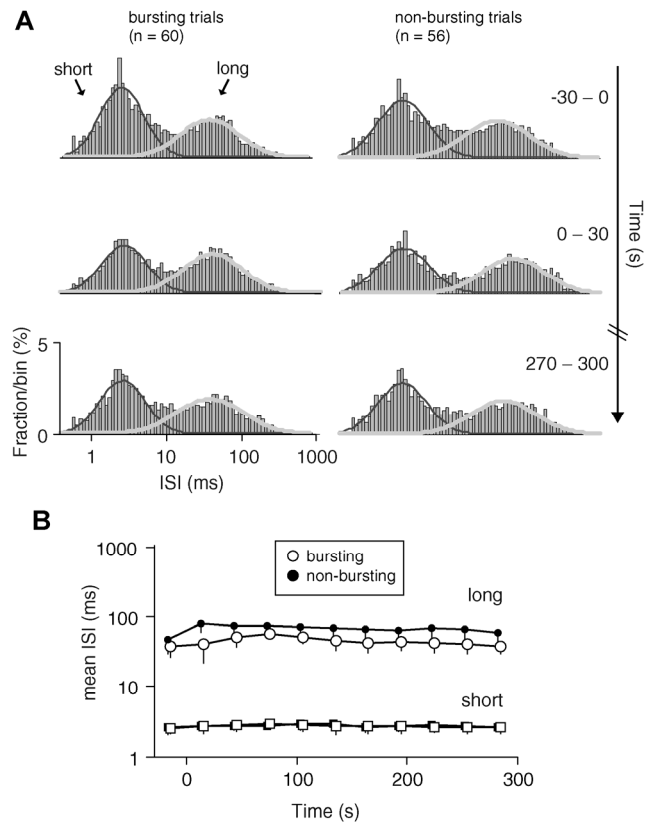 A
bursting trials
(n = 60)
non-bursting trials
(n = 56)
short
long
-30 – 0
0 – 30
270 – 300
Time (s)
5
0
Fraction/bin (%)
1 10 100 1000
ISI (ms)
B
bursting
non-bursting
1000
100
10
1
mean ISI (ms)
long
short
0 100 200 300
Time (s)